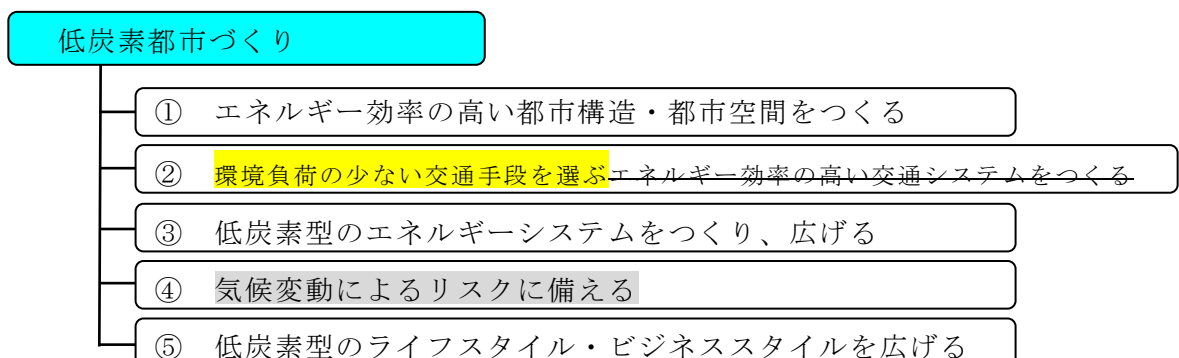 低炭素都市づくり
① エネルギー効率の高い都市構造・都市空間をつくる
② 環境負荷の少ない交通手段を選ぶエネルギー効率の高い交通システムをつくる
③ 低炭素型のエネルギーシステムをつくり、広げる
④ 気候変動によるリスクに備える
⑤ 低炭素型のライフスタイル・ビジネススタイルを広げる